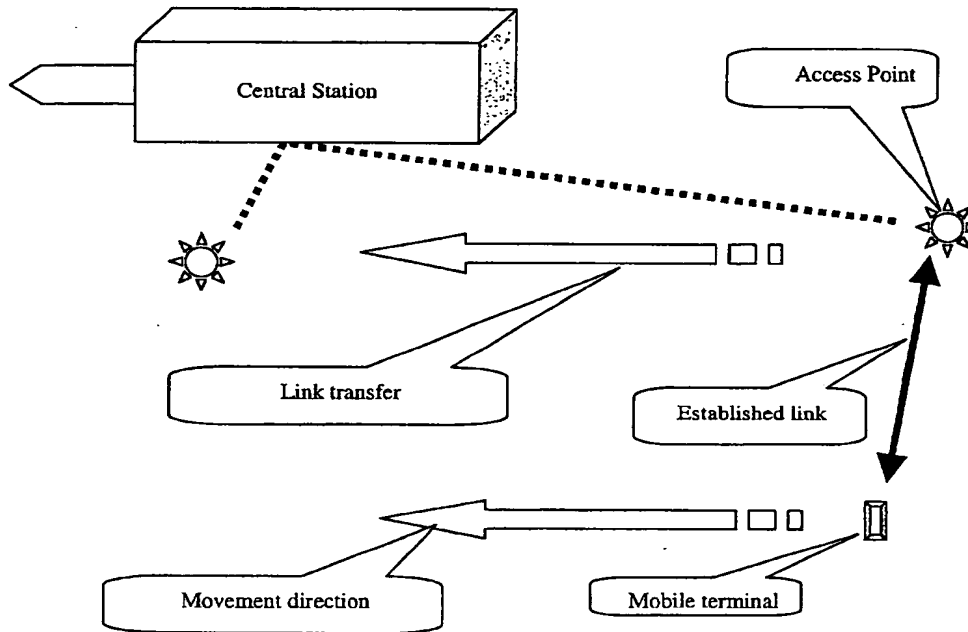 Central Station
Access Point
Link transfer
Established link
Movement direction
Mobile terminal